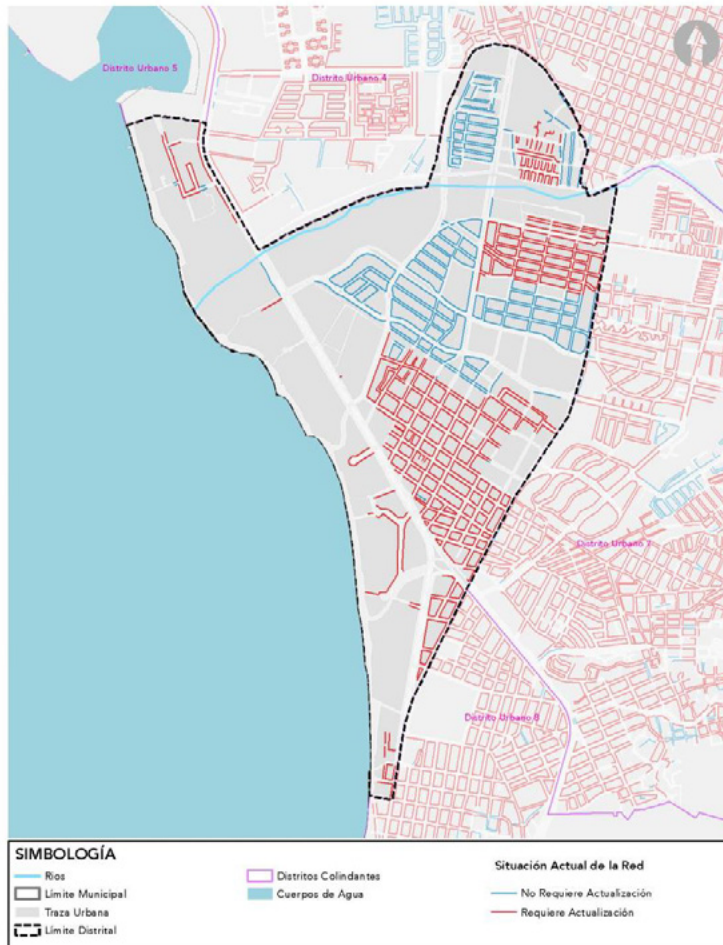 Distrito Urbano 5
Distrito Urbano 4
Distrito Urbano 7
Distrito Urbano 8
SIMBOLOGÍA
Ríos
Límite Municipal
Traza Urbana
Límite Distrital
Distritos Colindantes
Cuerpos de Agua
Situación Actual de la Red
No Requiere Actualización
Requiere Actualización